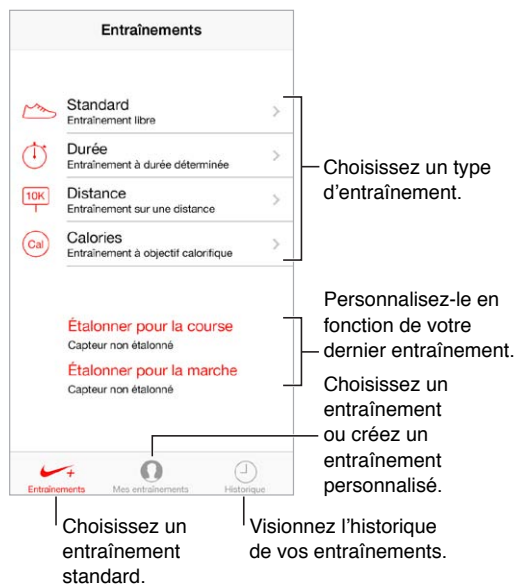 Entraînements
Standard
Entraînement libre
Durée
Entraînement à durée déterminée
10K
Distance
Entraînement sur une distance
Cal
Calories
Entraînement à objectif calorifique
Étalonner pour la course
Capteur non étalonné
Étalonner pour la marche
Capteur non étalonné
Entraînements
Mes entraînements
Historique
Choisissez un type
d’entraînement.
Personnalisez-le en
fonction de votre
dernier entraînement.
Choisissez un
entraînement
ou créez un
entraînement
personnalisé.
Choisissez un
entraînement
standard.
Visionnez l’historique
de vos entraînements.